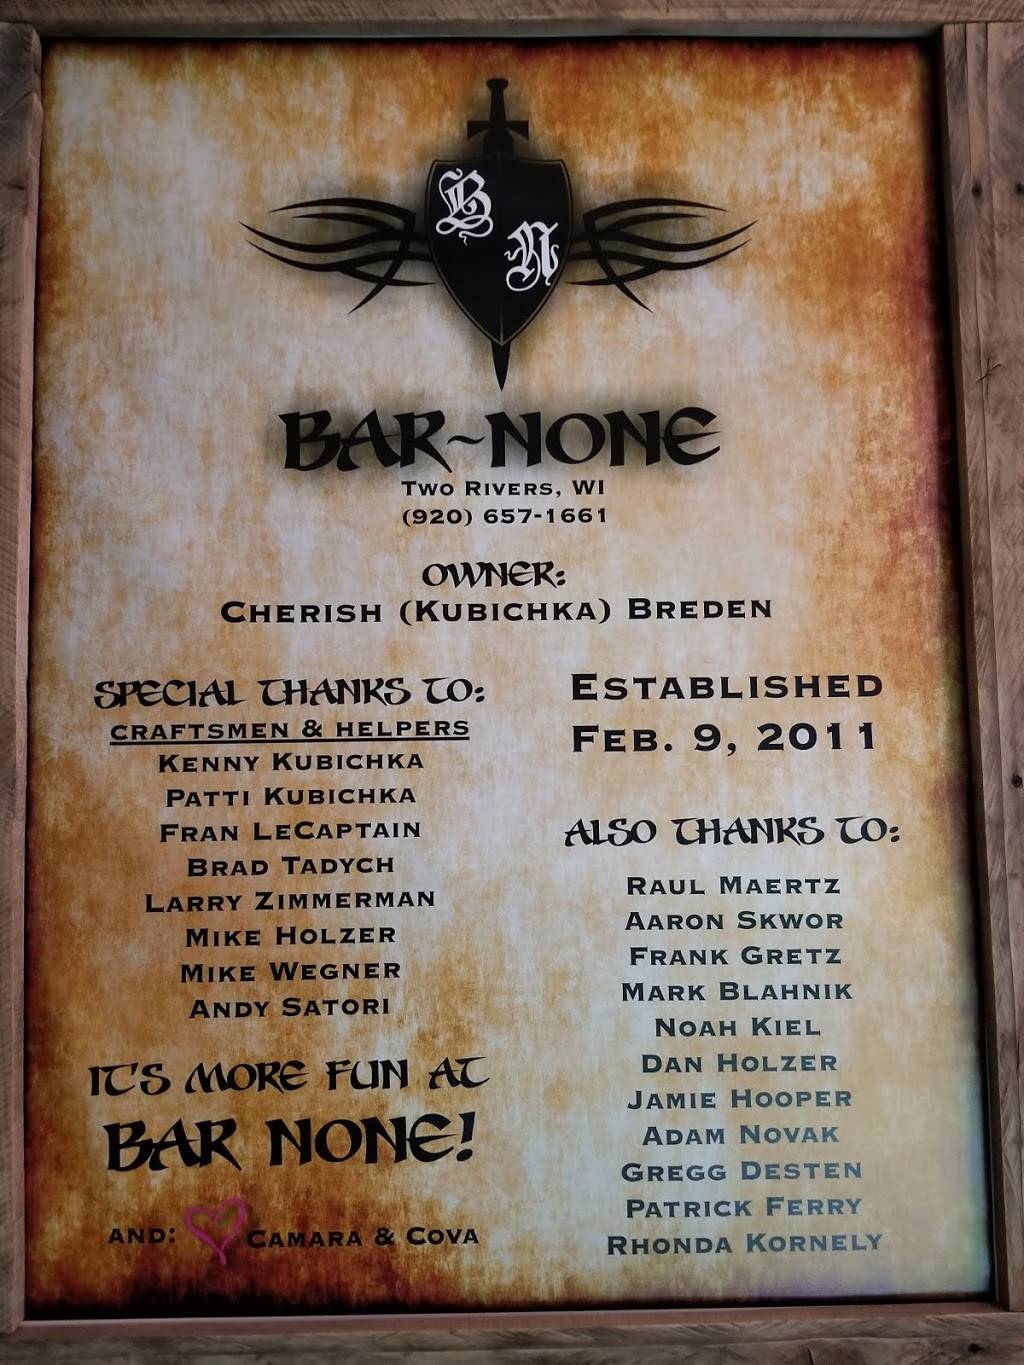 B
N
BAR~NONE
TWO RIVERS, WI
(920) 657-1661
OWNER:
CHERISH (KUBICHKA) BREDEN
SPECIAL THANKS TO:
CRAFTSMEN & HELPERS
KENNY KUBICHKA
PATTI KUBICHKA
FRAN LECAPTAIN
BRAD TADYCH
LARRY ZIMMERMAN
MIKE HOLZER
MIKE WEGNER
ANDY SATORI
IT'S MORE FUN AT
BAR NONE!
AND: CAMARA & COVA
ESTABLISHED
FEB. 9, 2011
ALSO THANKS TO:
RAUL MAERTZ
AARON SKWOR
FRANK GRETZ
MARK BLAHNIK
NOAH KIEL
DAN HOLZER
JAMIE HOOPER
ADAM NOVAK
GREGG DESTEN
PATRICK FERRY
RHONDA KORNELY